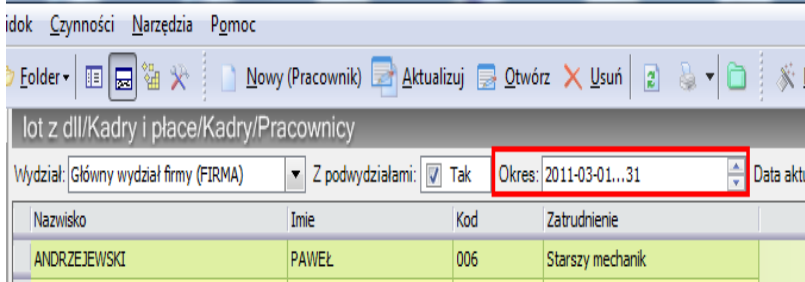 idok Czynności Narzędzia Pomoc
Folder Nowy (Pracownik) Aktualizuj Otwórz Usuń
lot z dll/Kadry i płace/Kadry/Pracownicy
Wydział: Główny wydział firmy (FIRMA) Z podwydziałami: Tak Okres: 2011-03-01...31 Data aktu
Nazwisko Imie Kod Zatrudnienie
ANDRZEJEWSKI PAWEŁ 006 Starszy mechanik